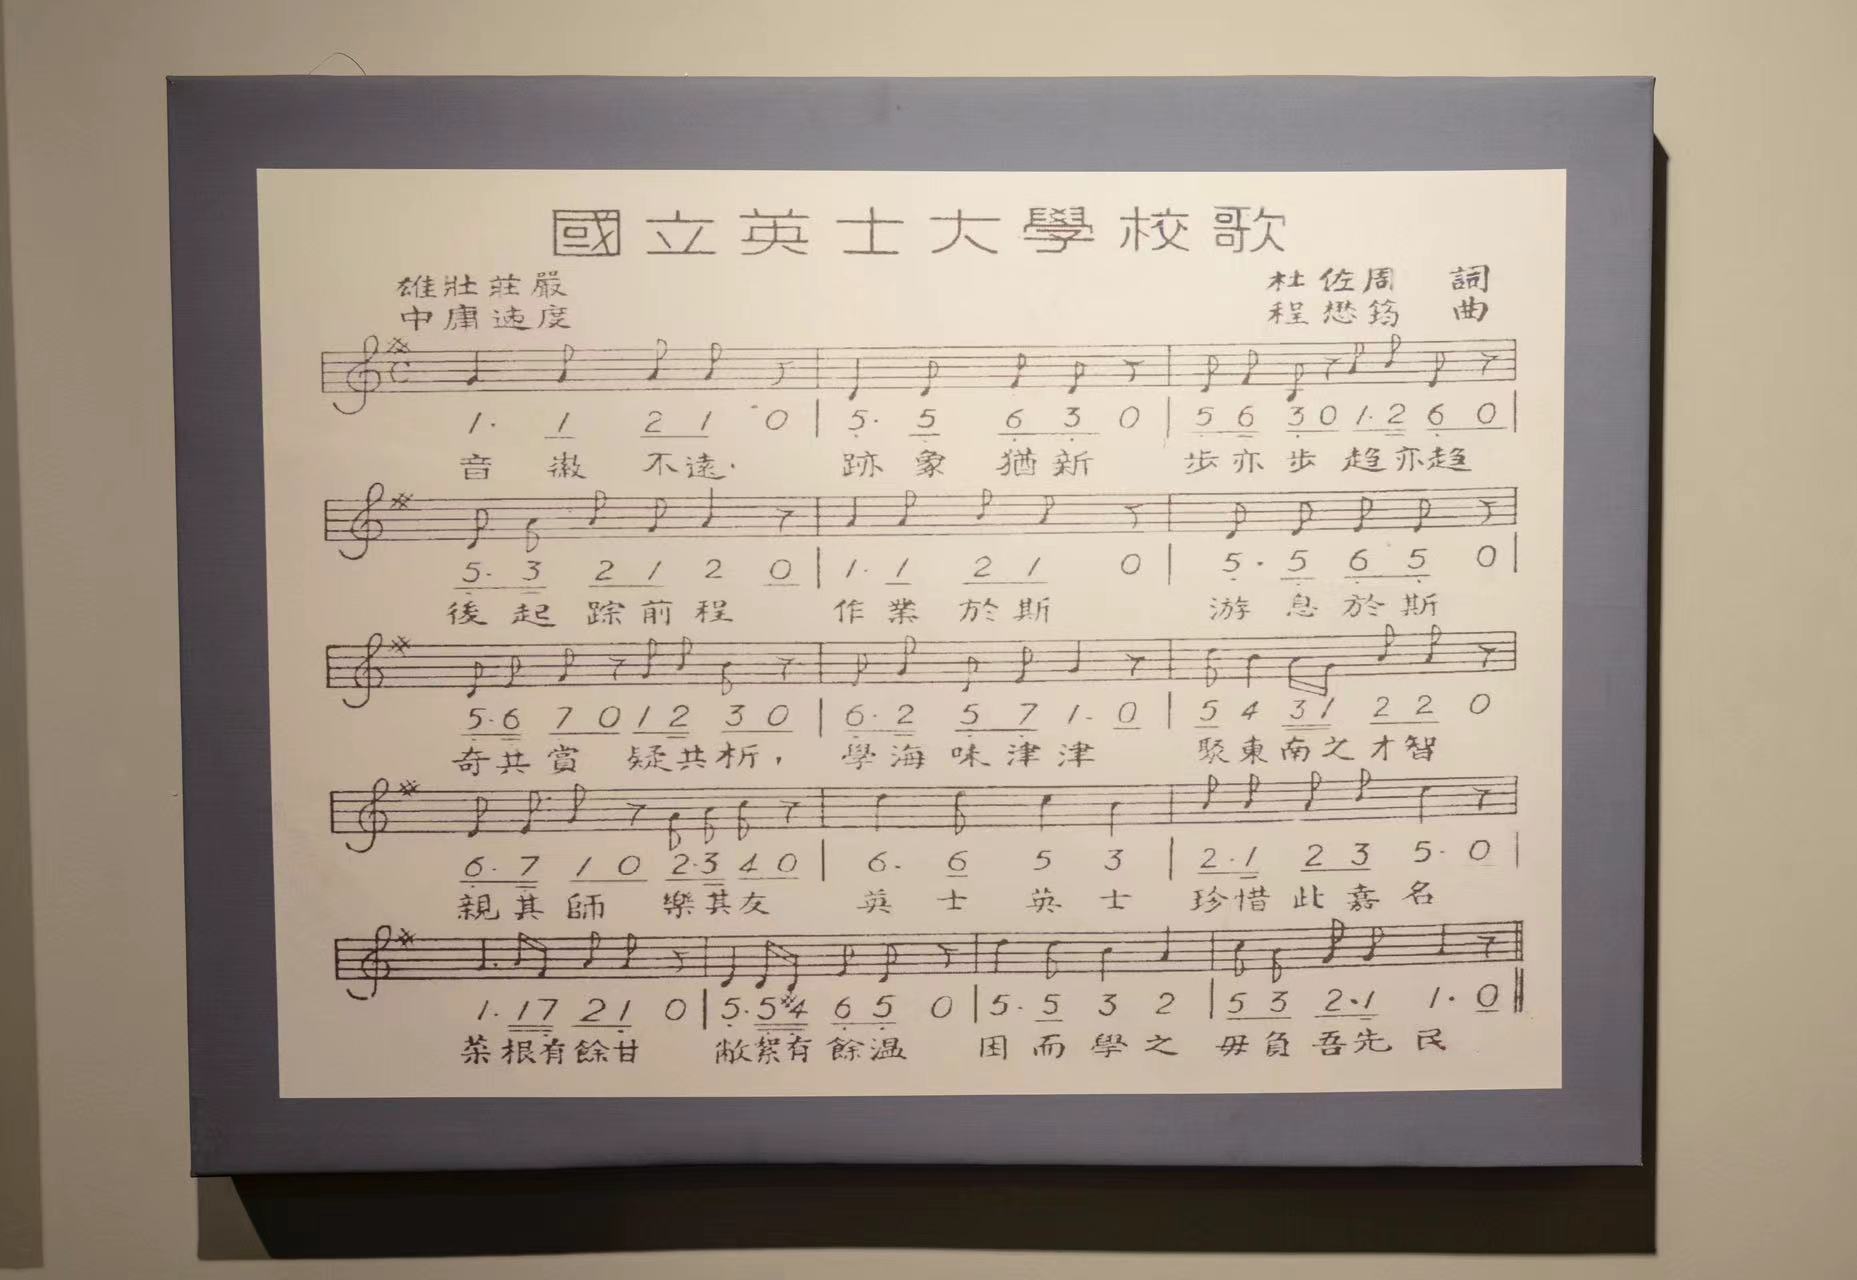 國立英士大學校歌
雄壯莊嚴 杜佐周 詞
中庸速度 程懋筠 曲
1· 1 2 1 0 | 5· 5 6 3 0 | 5 6 3 0 1·2 6 0 |
音徽不遠· 跡象猶新 步亦步 趋亦趋
5· 3 2 1 2 0 | 1· 1 2 1 0 | 5· 5 6 5 0 |
後起踪前程 作業於斯 游息於斯
5·6 7 0 1 2 3 0 | 6·2 5 7 1· 0 | 5 4 3 1 2 2 0
奇共賞 疑共析， 學海味津津 聚東南之才智
6· 7 1 0 2·3 4 0 | 6· 6 5 3 | 2·1 2 3 5· 0 |
親其師 樂其友 英士英士 珍惜此嘉名
1· 1 7 2 1 0 | 5· 5 #4 6 5 0 | 5· 5 3 2 | 5 3 2·1 1· 0 ‖
菜根有餘甘 敝絮有餘温 困而學之 毋負吾先民